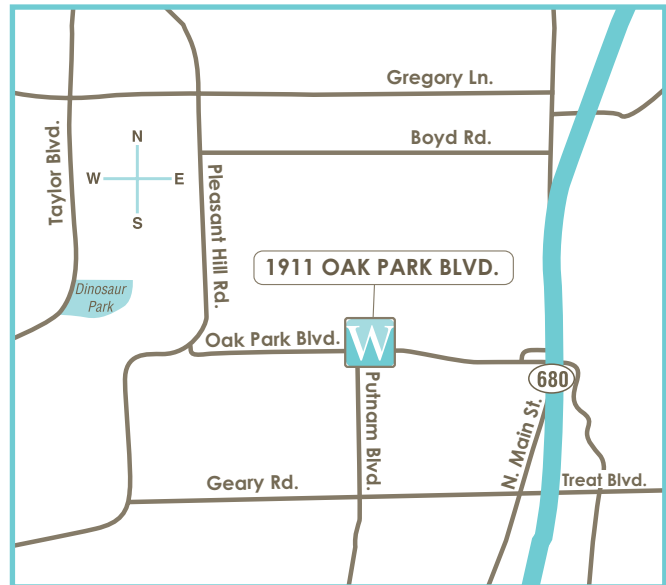 Gregory Ln.
Boyd Rd.
Taylor Blvd.
N
W E
S
Pleasant Hill Rd.
1911 OAK PARK BLVD.
Dinosaur
Park
Oak Park Blvd.
W
Putnam Blvd.
680
N. Main St.
Geary Rd.
Treat Blvd.